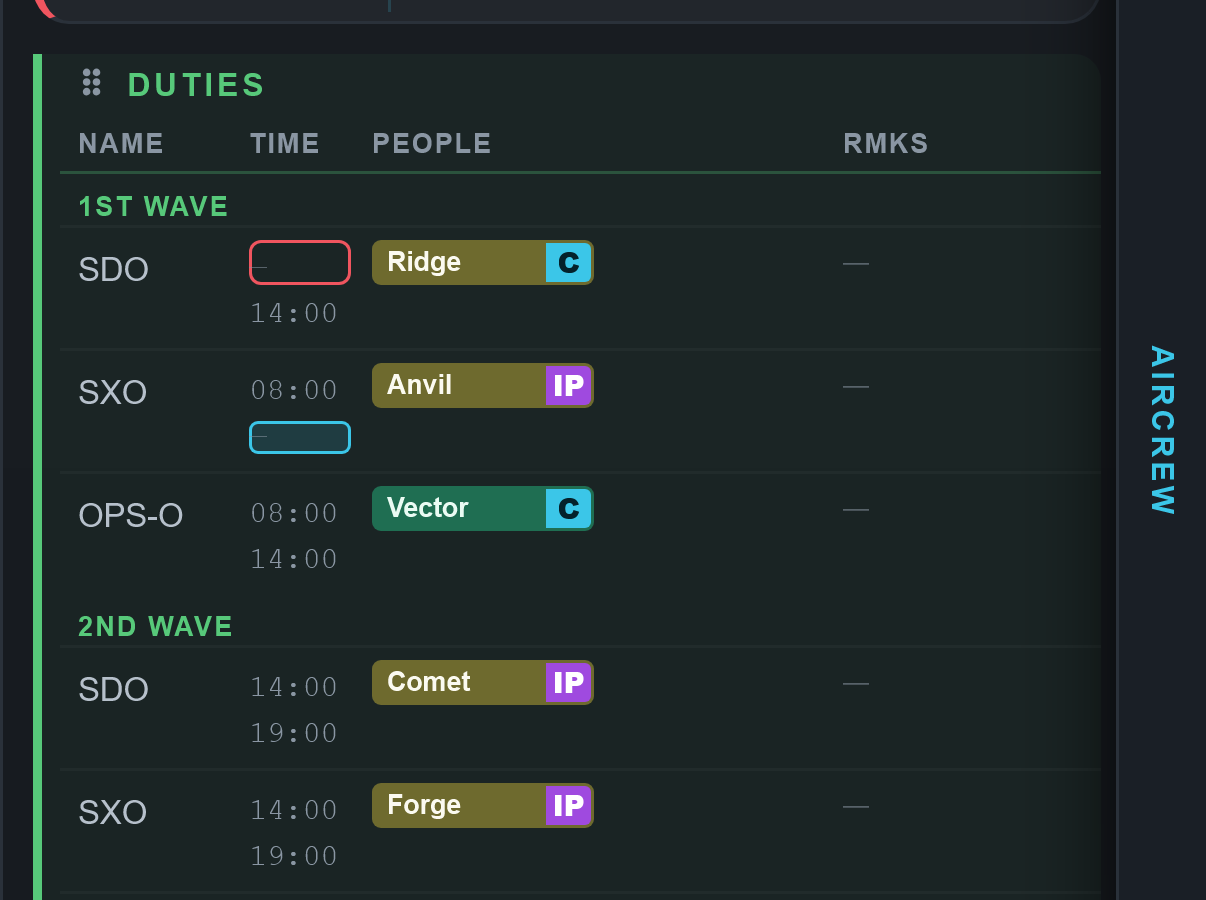 DUTIES
NAME TIME PEOPLE RMKS
1ST WAVE
SDO — Ridge C —
14:00
SXO 08:00 Anvil IP —
—
OPS-O 08:00 Vector C —
14:00
2ND WAVE
SDO 14:00 Comet IP —
19:00
SXO 14:00 Forge IP —
19:00
AIRCREW